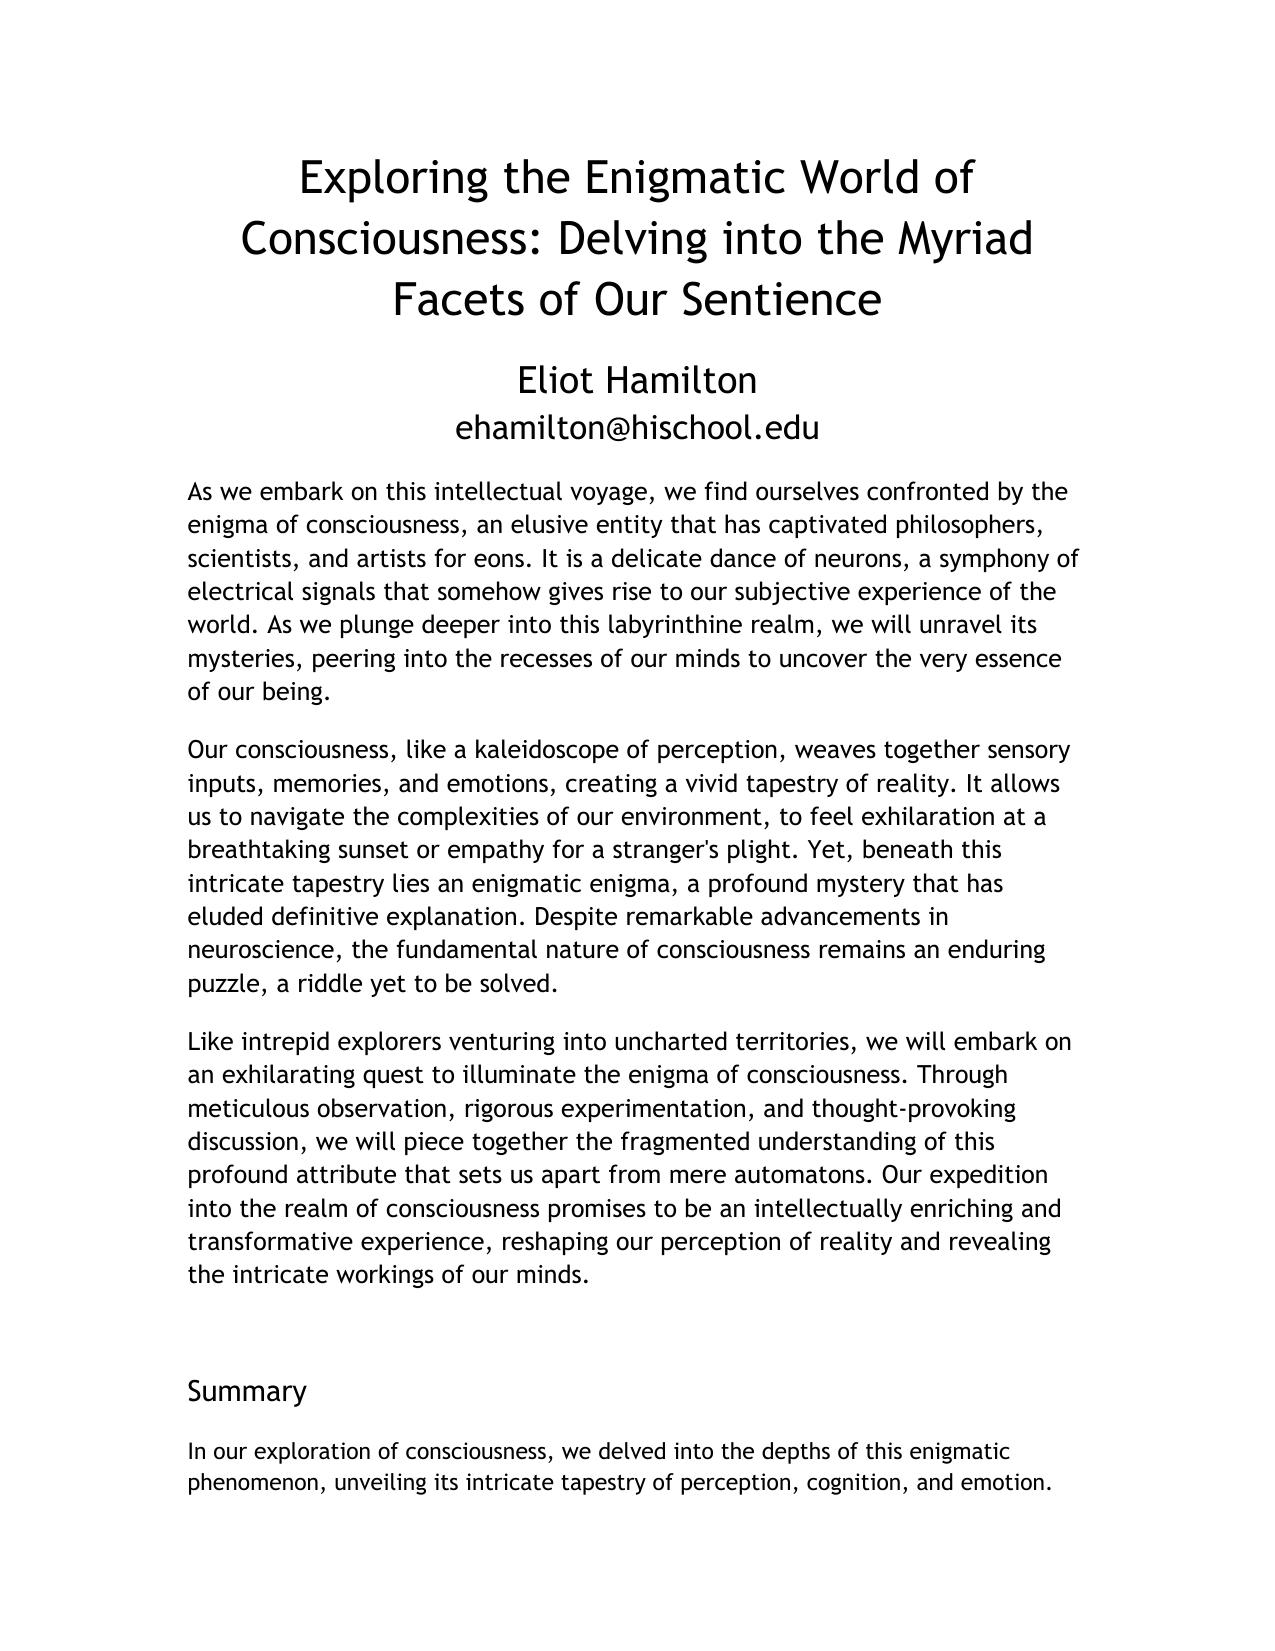 Exploring the Enigmatic World of
Consciousness: Delving into the Myriad
Facets of Our Sentience
Eliot Hamilton
ehamilton@hischool.edu
As we embark on this intellectual voyage, we find ourselves confronted by the
enigma of consciousness, an elusive entity that has captivated philosophers,
scientists, and artists for eons. It is a delicate dance of neurons, a symphony of
electrical signals that somehow gives rise to our subjective experience of the
world. As we plunge deeper into this labyrinthine realm, we will unravel its
mysteries, peering into the recesses of our minds to uncover the very essence
of our being.
Our consciousness, like a kaleidoscope of perception, weaves together sensory
inputs, memories, and emotions, creating a vivid tapestry of reality. It allows
us to navigate the complexities of our environment, to feel exhilaration at a
breathtaking sunset or empathy for a stranger's plight. Yet, beneath this
intricate tapestry lies an enigmatic enigma, a profound mystery that has
eluded definitive explanation. Despite remarkable advancements in
neuroscience, the fundamental nature of consciousness remains an enduring
puzzle, a riddle yet to be solved.
Like intrepid explorers venturing into uncharted territories, we will embark on
an exhilarating quest to illuminate the enigma of consciousness. Through
meticulous observation, rigorous experimentation, and thought-provoking
discussion, we will piece together the fragmented understanding of this
profound attribute that sets us apart from mere automatons. Our expedition
into the realm of consciousness promises to be an intellectually enriching and
transformative experience, reshaping our perception of reality and revealing
the intricate workings of our minds.
Summary
In our exploration of consciousness, we delved into the depths of this enigmatic
phenomenon, unveiling its intricate tapestry of perception, cognition, and emotion.